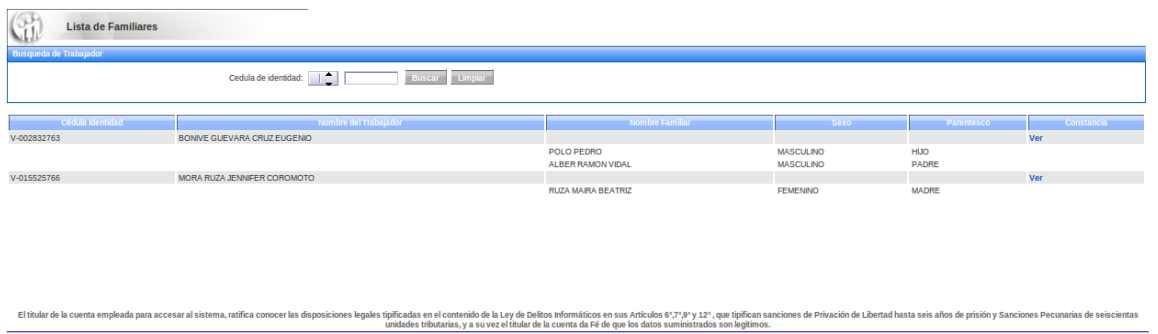 Lista de Familiares
Busqueda de Trabajador
Cedula de identidad: Buscar Limpiar
Cédula Identidad Nombre del Trabajador Nombre Familiar Sexo Parentesco Constancia
V-002832763 BONIVE GUEVARA CRUZ EUGENIO Ver
POLO PEDRO MASCULINO HIJO
ALBER RAMON VIDAL MASCULINO PADRE
V-015525766 MORA RUZA JENNIFER COROMOTO Ver
RUZA MAIRA BEATRIZ FEMENINO MADRE
El titular de la cuenta empleada para accesar al sistema, ratifica conocer las disposiciones legales tipificadas en el contenido de la Ley de Delitos Informáticos en sus Artículos 6°,7°,9° y 12° , que tipifican sanciones de Privación de Libertad hasta seis años de prisión y Sanciones Pecunarias de seiscientas
unidades tributarias, y a su vez el titular de la cuenta da Fé de que los datos suministrados son legítimos.